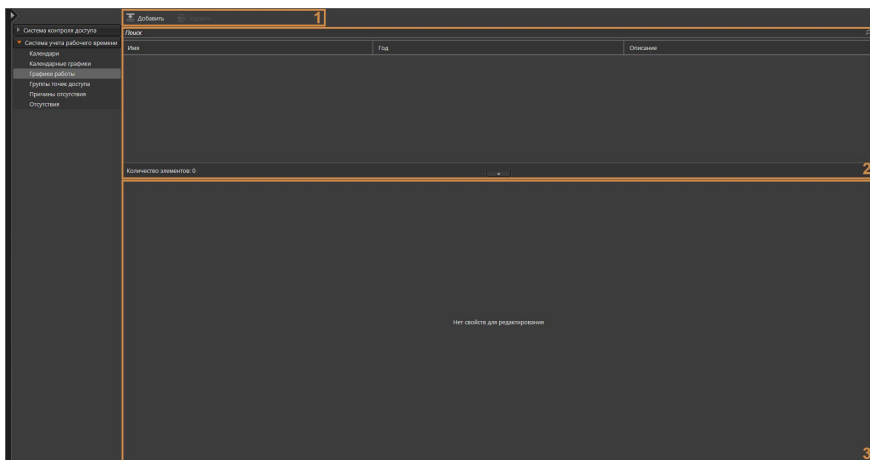 Добавить Удалить 1
Система контроля доступа
Система учета рабочего времени
Календари
Календарные графики
Графики работы
Группы точек доступа
Причины отсутствия
Отсутствия
Поиск
Имя Год Описание
Количество элементов: 0
2
Нет свойств для редактирования
3